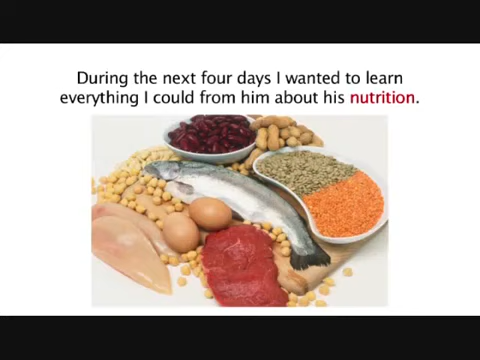 During the next four days I wanted to learn
everything I could from him about his nutrition.